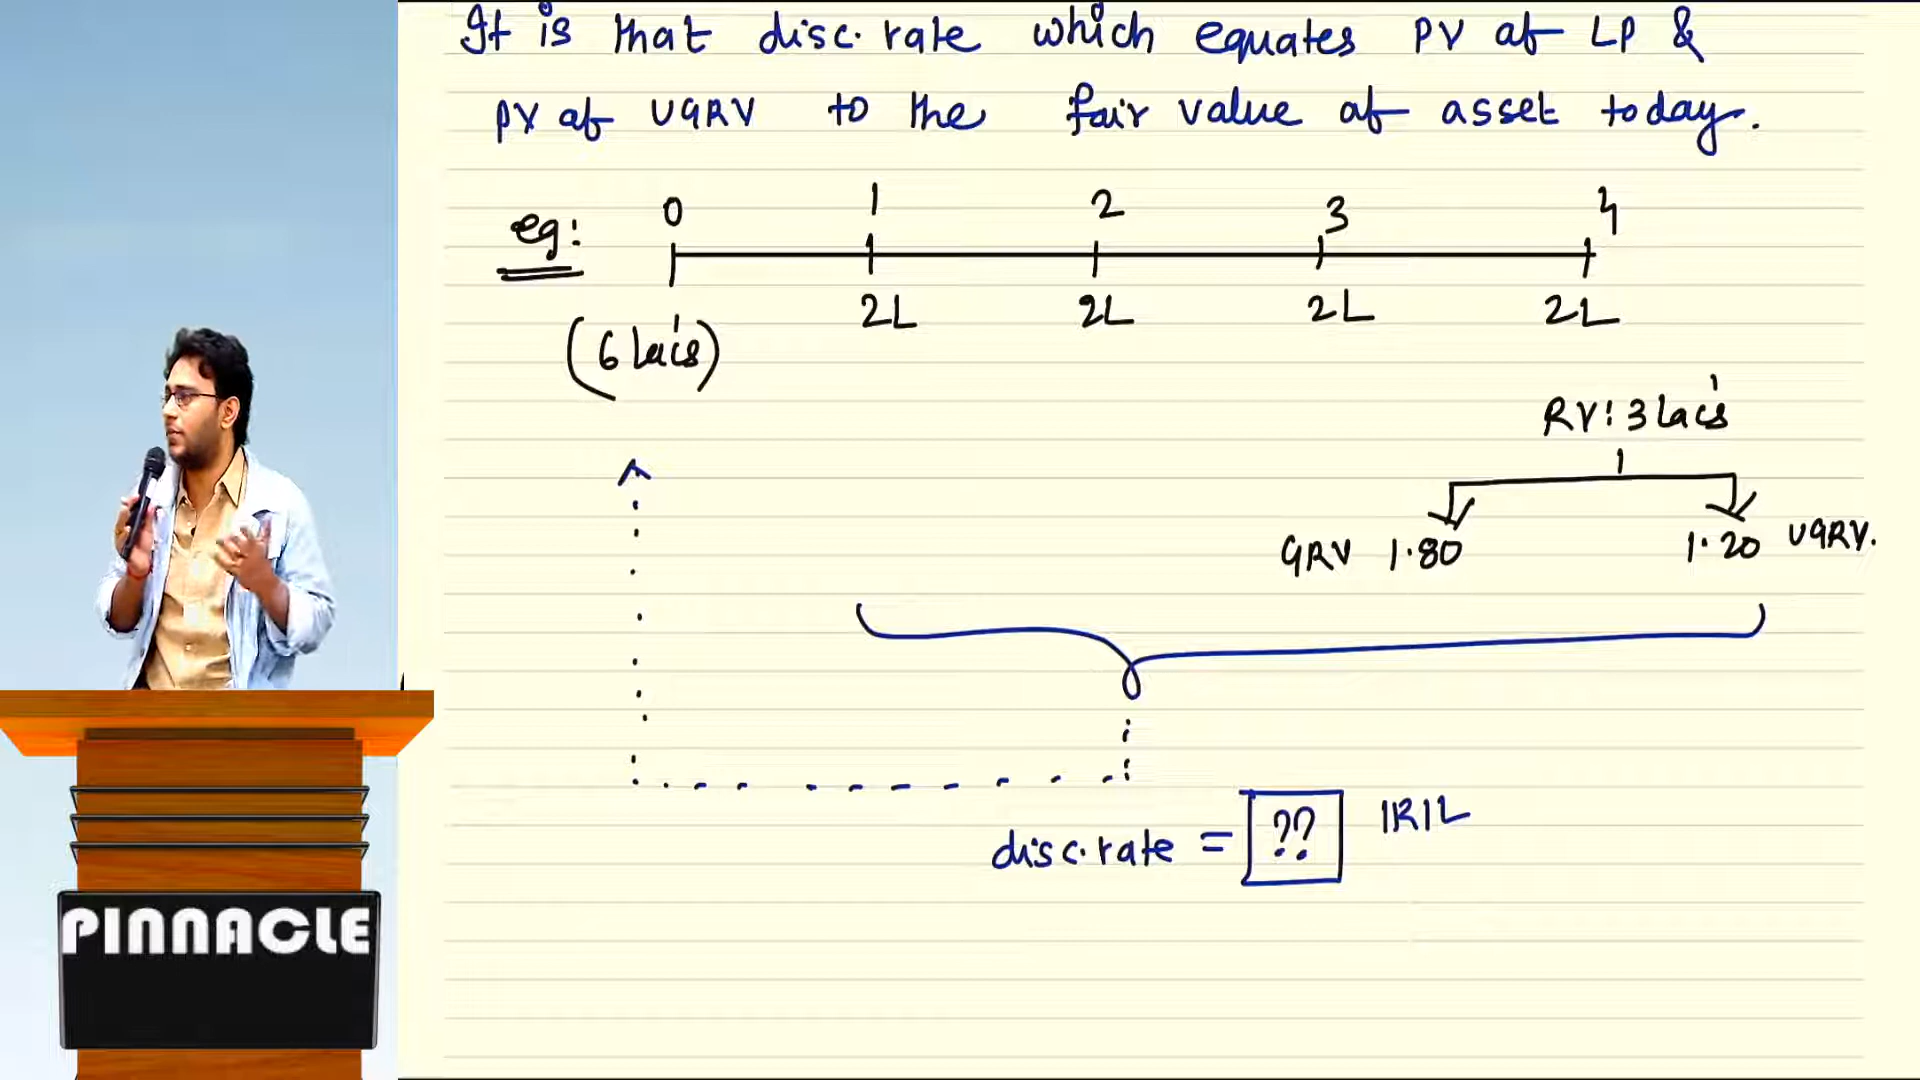 It is that disc. rate which equates PV of LP &
PV of UGRV to the fair value of asset today.
eg:
0 1 2 3 4
(6 lacs) 2L 2L 2L 2L
RV: 3 lacs
GRV 1.80 1.20 UGRV.
disc. rate = ?? IRIL
PINNACLE